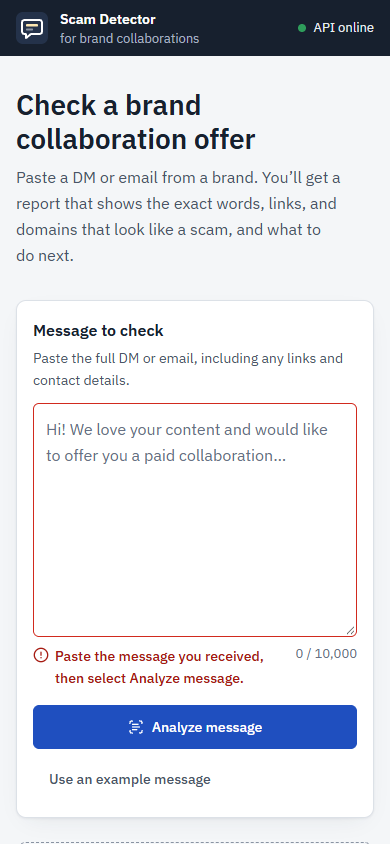 Scam Detector
for brand collaborations
API online
Check a brand
collaboration offer
Paste a DM or email from a brand. You’ll get a
report that shows the exact words, links, and
domains that look like a scam, and what to
do next.
Message to check
Paste the full DM or email, including any links and
contact details.
Hi! We love your content and would like
to offer you a paid collaboration…
Paste the message you received,
then select Analyze message.
0 / 10,000
Analyze message
Use an example message